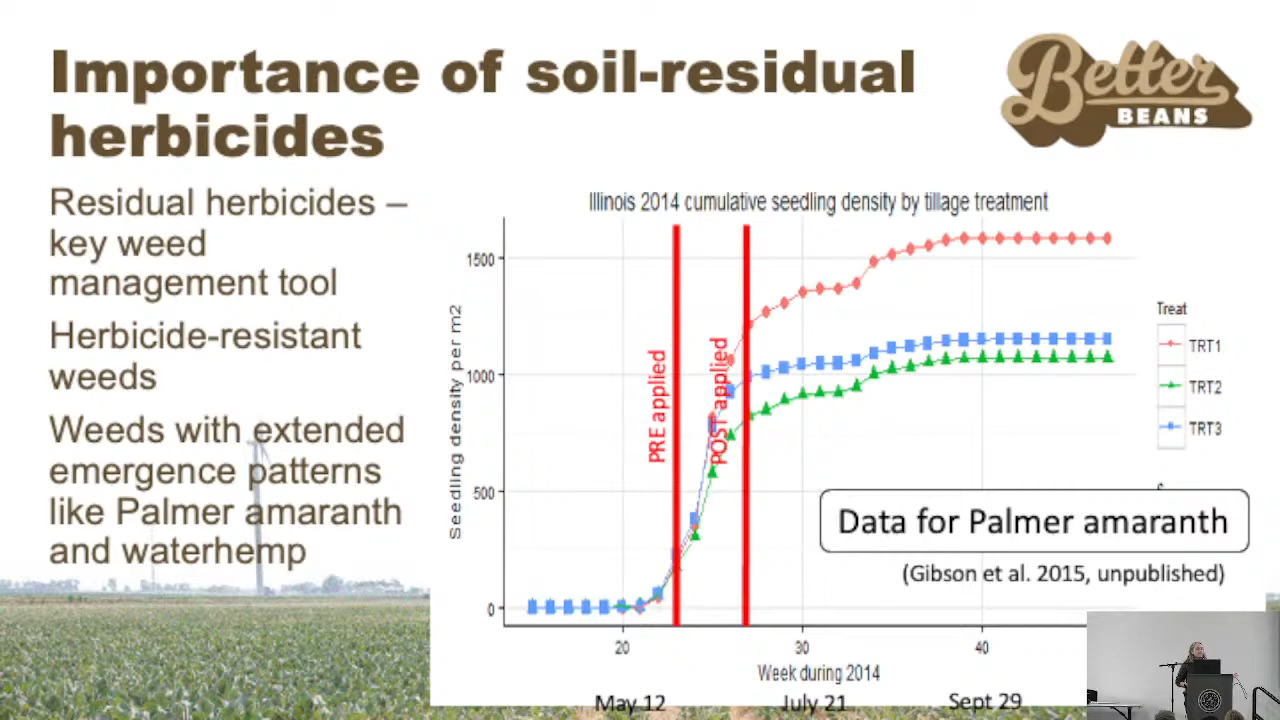 Importance of soil-residual
herbicides
Better
BEANS
Residual herbicides –
key weed
management tool
Herbicide-resistant
weeds
Weeds with extended
emergence patterns
like Palmer amaranth
and waterhemp
Illinois 2014 cumulative seedling density by tillage treatment
Seedling density per m2
1500
1000
500
0
PRE applied
POST applied
Treat
TRT1
TRT2
TRT3
Data for Palmer amaranth
(Gibson et al. 2015, unpublished)
20
30
40
Week during 2014
May 12
July 21
Sept 29